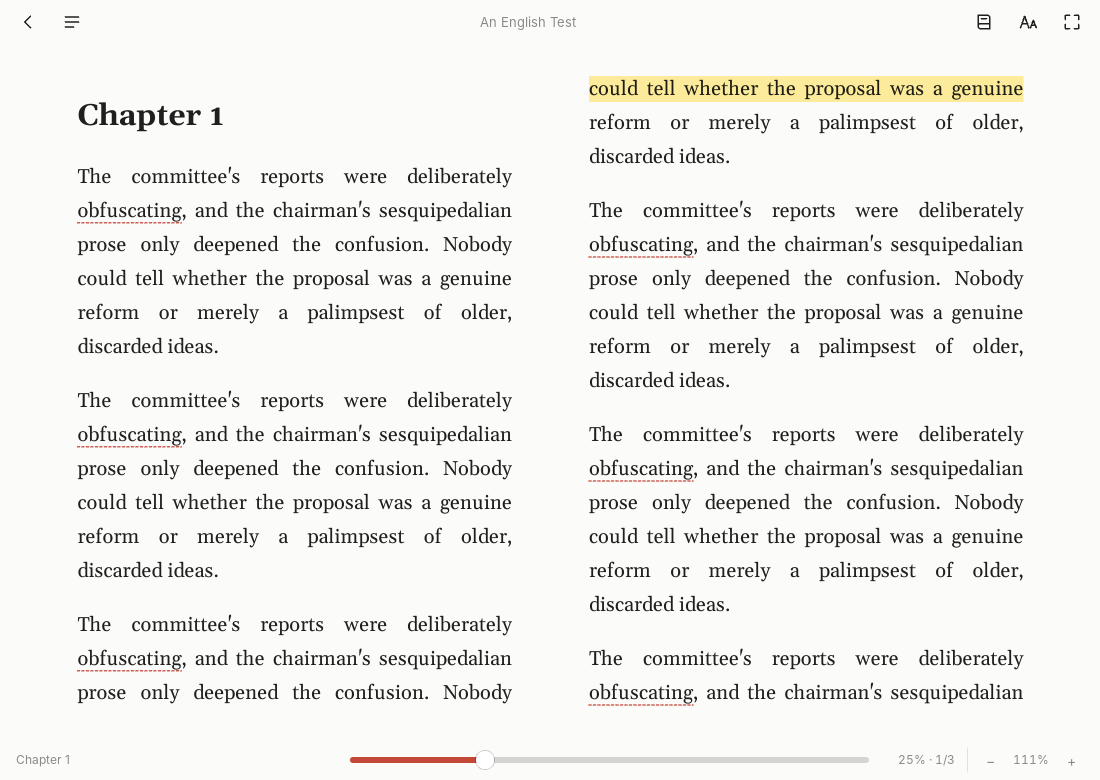 An English Test
AA
Chapter 1
The committee's reports were deliberately
obfuscating, and the chairman's sesquipedalian
prose only deepened the confusion. Nobody
could tell whether the proposal was a genuine
reform or merely a palimpsest of older,
discarded ideas.
The committee's reports were deliberately
obfuscating, and the chairman's sesquipedalian
prose only deepened the confusion. Nobody
could tell whether the proposal was a genuine
reform or merely a palimpsest of older,
discarded ideas.
The committee's reports were deliberately
obfuscating, and the chairman's sesquipedalian
prose only deepened the confusion. Nobody
could tell whether the proposal was a genuine
reform or merely a palimpsest of older,
discarded ideas.
The committee's reports were deliberately
obfuscating, and the chairman's sesquipedalian
prose only deepened the confusion. Nobody
could tell whether the proposal was a genuine
reform or merely a palimpsest of older,
discarded ideas.
The committee's reports were deliberately
obfuscating, and the chairman's sesquipedalian
prose only deepened the confusion. Nobody
could tell whether the proposal was a genuine
reform or merely a palimpsest of older,
discarded ideas.
The committee's reports were deliberately
obfuscating, and the chairman's sesquipedalian
Chapter 1
25% · 1/3
− 111% +